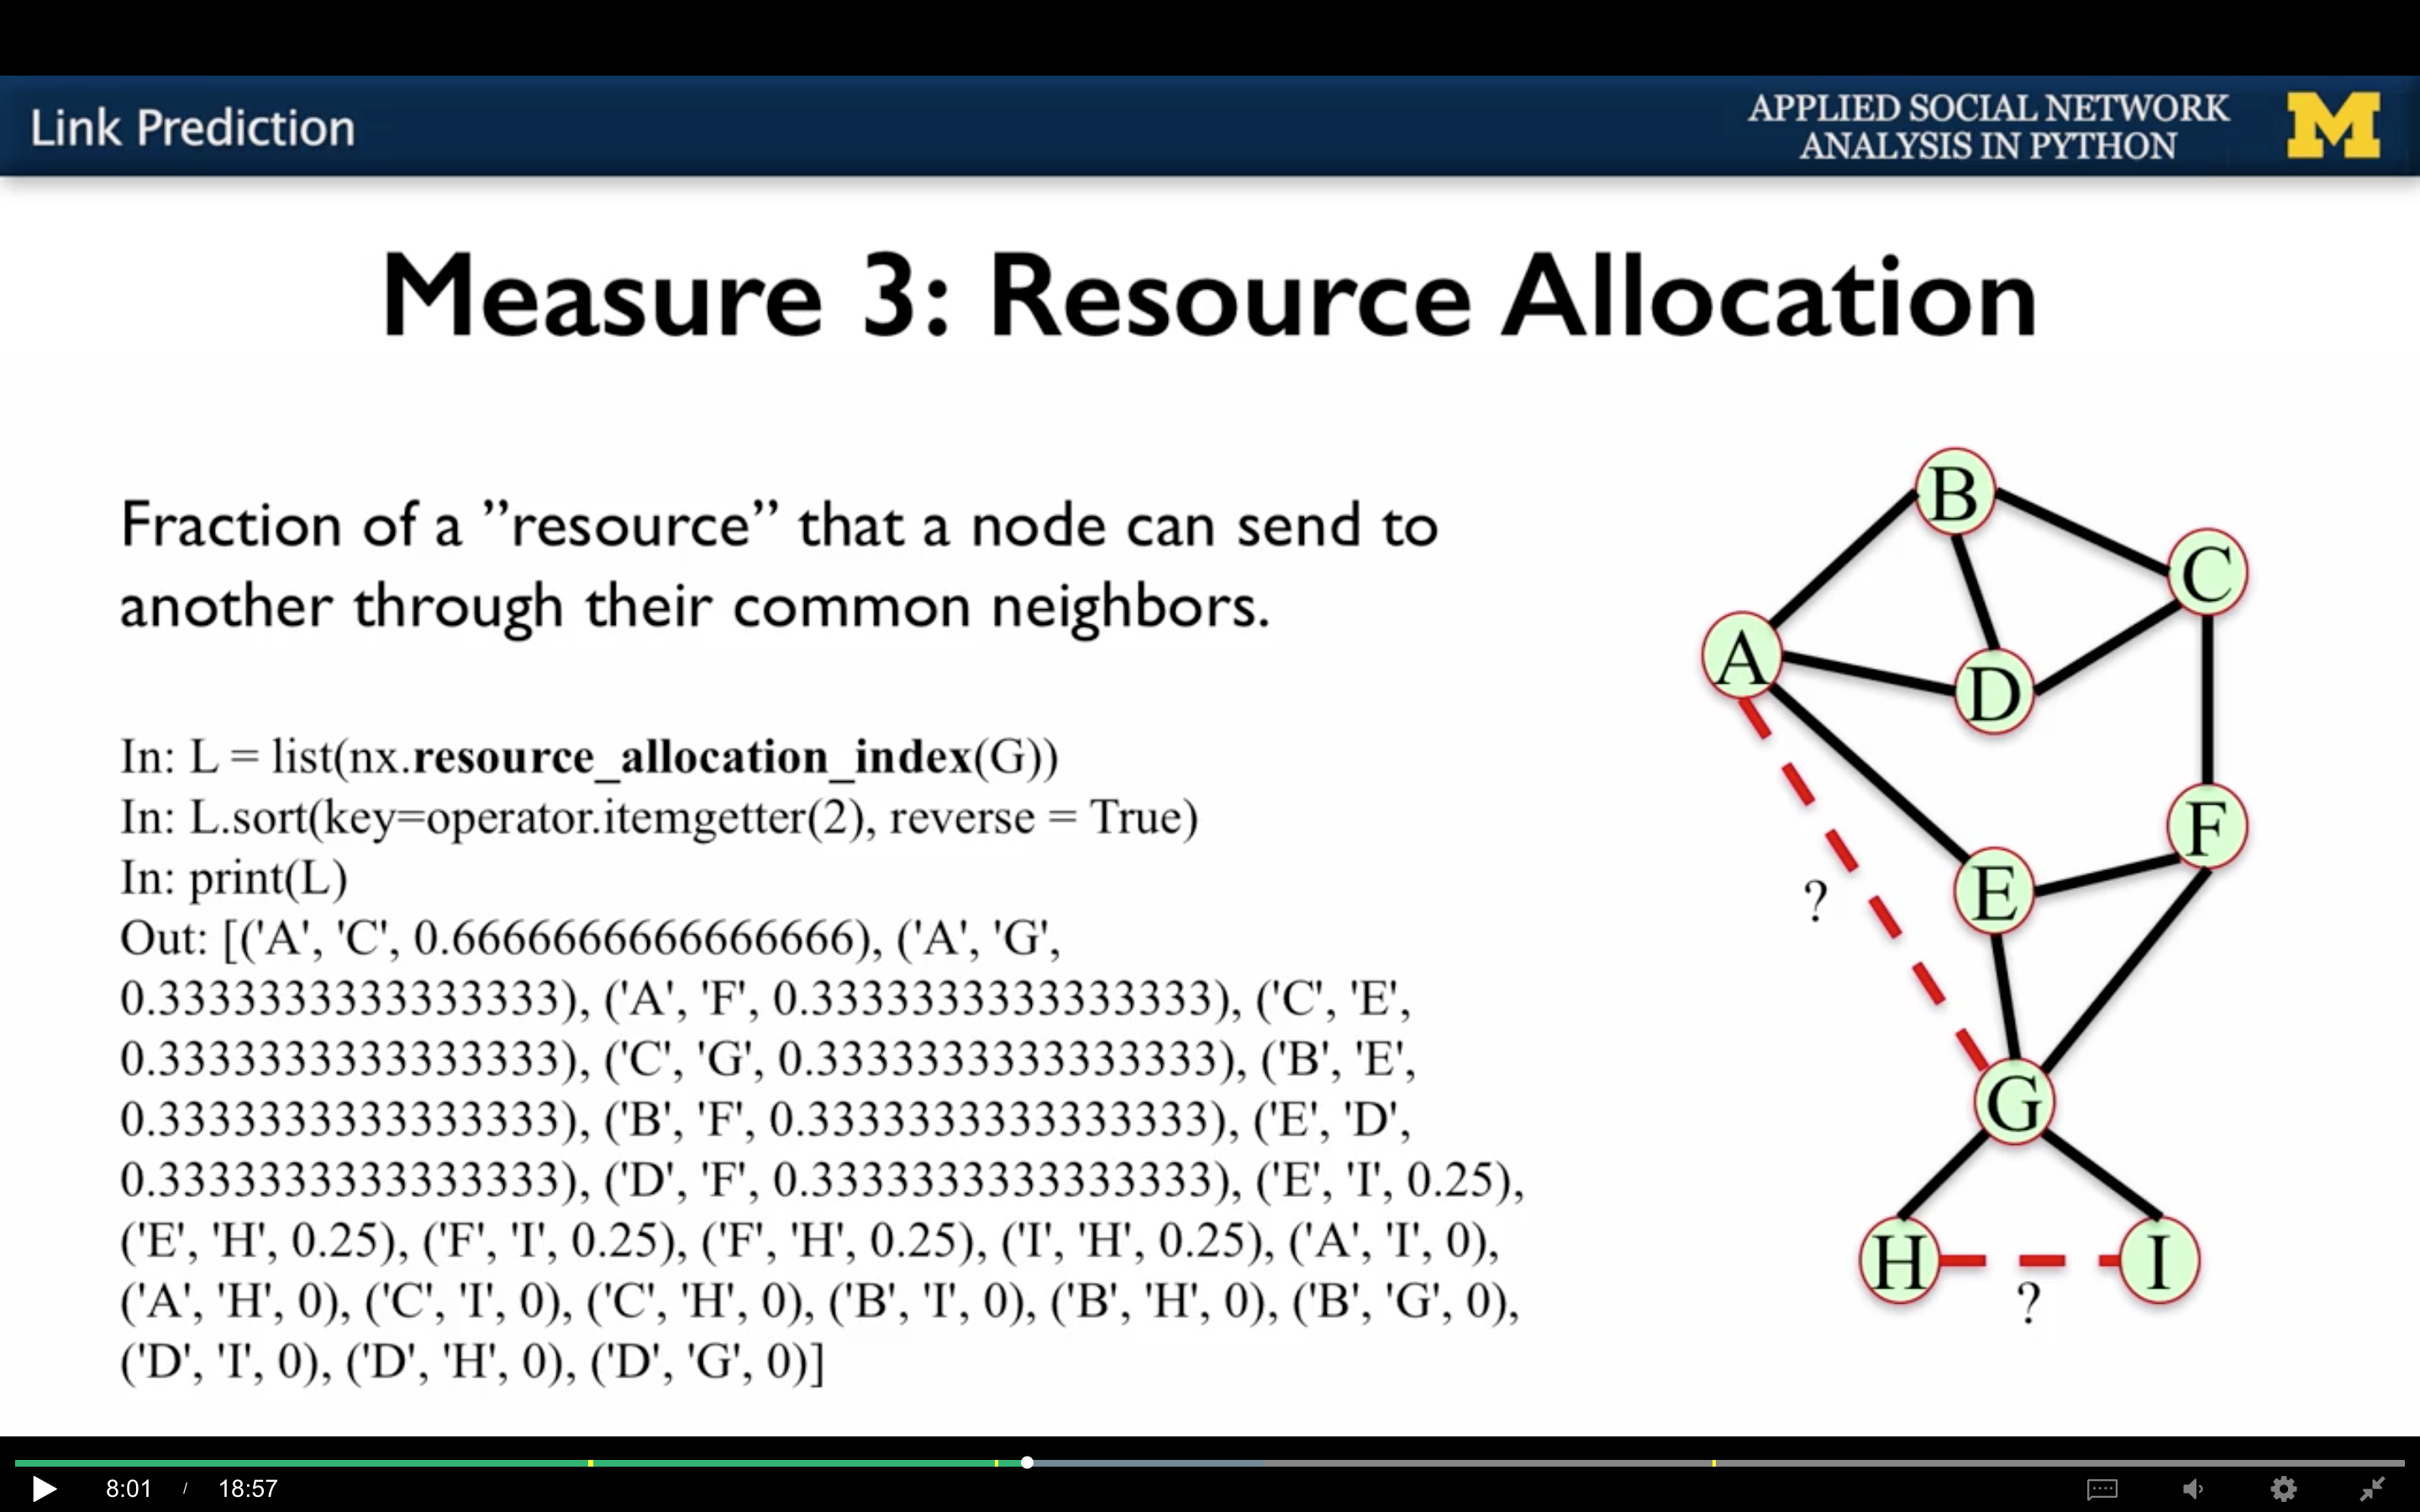 Link Prediction
APPLIED SOCIAL NETWORK
ANALYSIS IN PYTHON
M
Measure 3: Resource Allocation
Fraction of a ”resource” that a node can send to
another through their common neighbors.
In: L = list(nx.resource_allocation_index(G))
In: L.sort(key=operator.itemgetter(2), reverse = True)
In: print(L)
Out: [('A', 'C', 0.6666666666666666), ('A', 'G',
0.3333333333333333), ('A', 'F', 0.3333333333333333), ('C', 'E',
0.3333333333333333), ('C', 'G', 0.3333333333333333), ('B', 'E',
0.3333333333333333), ('B', 'F', 0.3333333333333333), ('E', 'D',
0.3333333333333333), ('D', 'F', 0.3333333333333333), ('E', 'I', 0.25),
('E', 'H', 0.25), ('F', 'I', 0.25), ('F', 'H', 0.25), ('I', 'H', 0.25), ('A', 'I', 0),
('A', 'H', 0), ('C', 'I', 0), ('C', 'H', 0), ('B', 'I', 0), ('B', 'H', 0), ('B', 'G', 0),
('D', 'I', 0), ('D', 'H', 0), ('D', 'G', 0)]
B
C
A
D
F
E
?
G
H
I
?
8:01 / 18:57